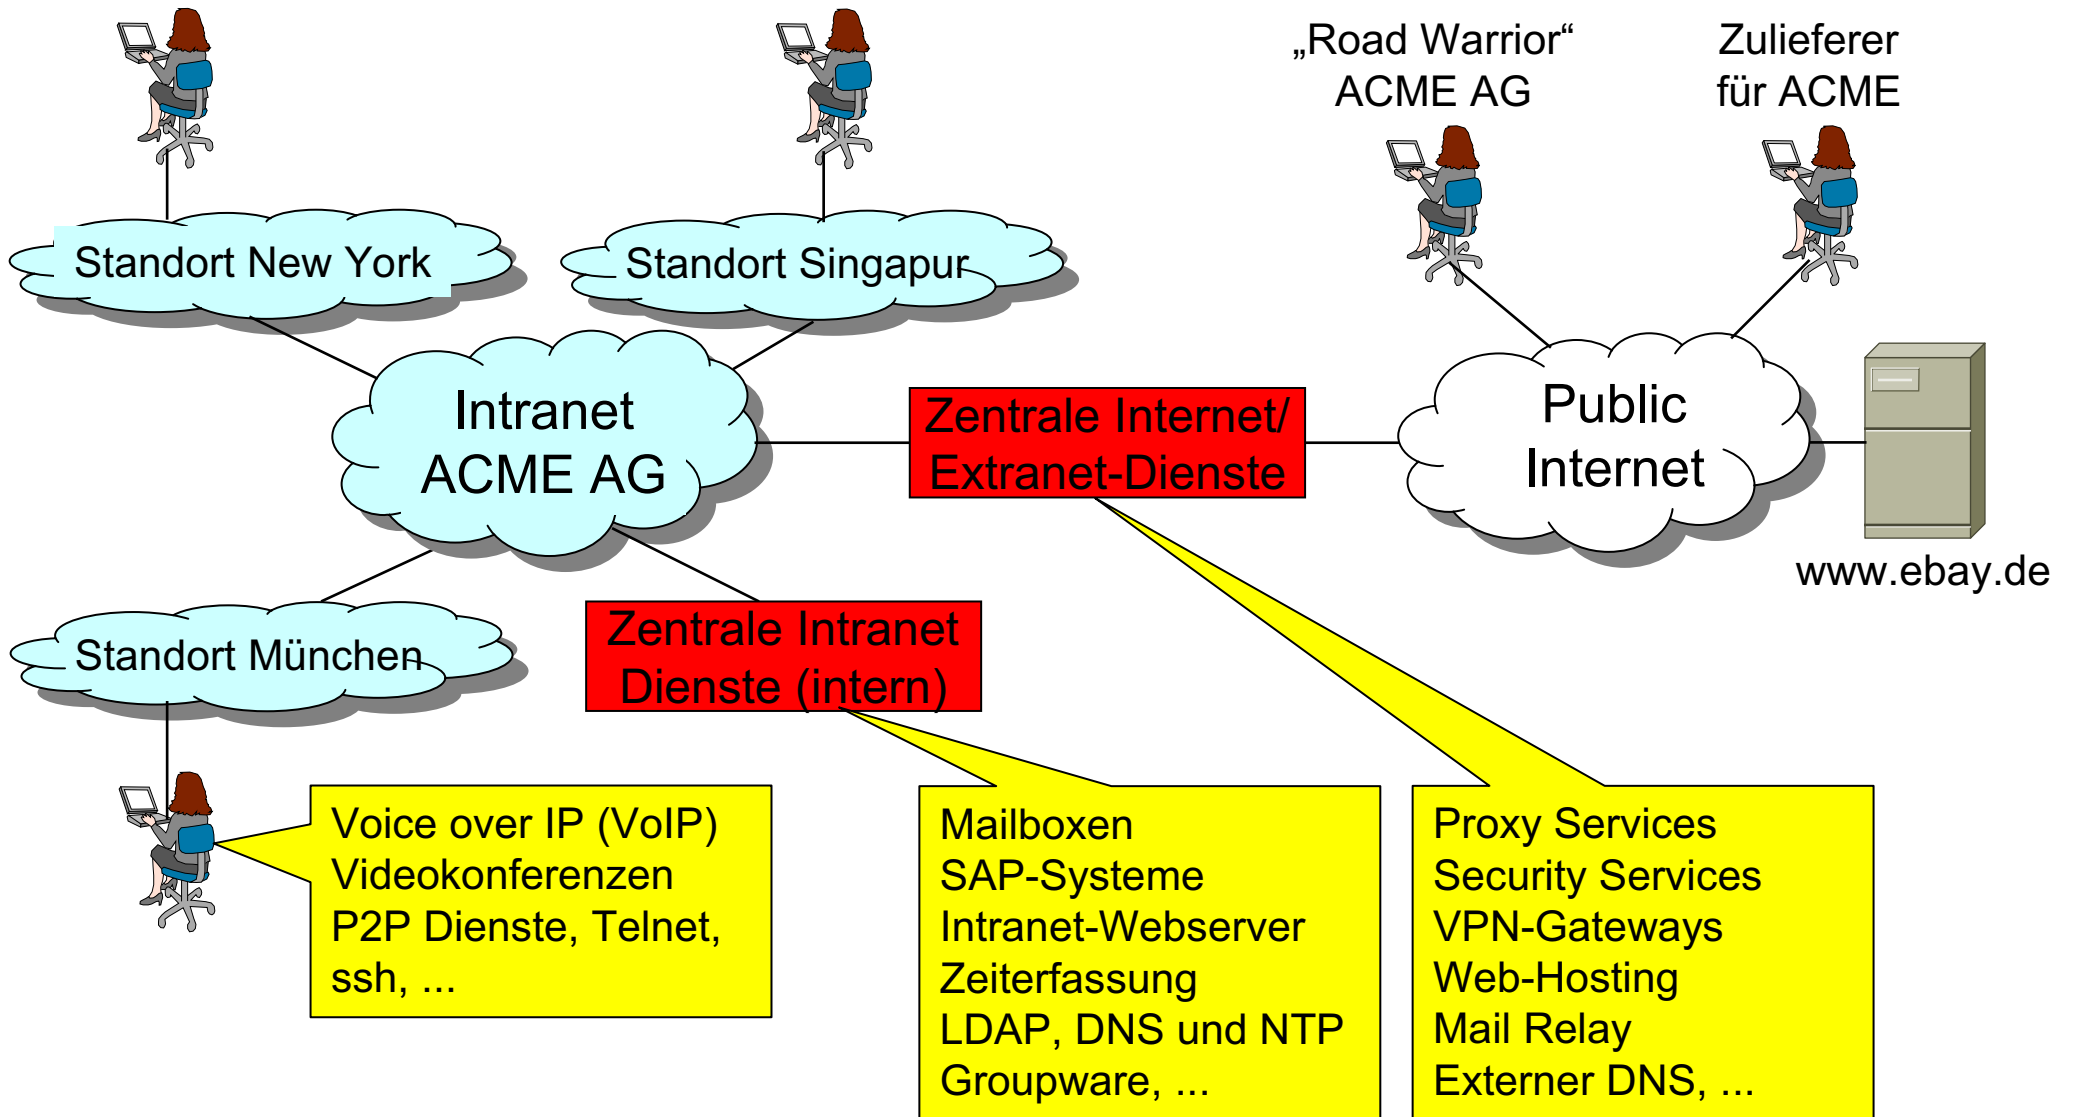 „Road Warrior“
ACME AG
Zulieferer
für ACME
Standort New York
Standort Singapur
Intranet
ACME AG
Zentrale Internet/
Extranet-Dienste
Public
Internet
www.ebay.de
Standort München
Zentrale Intranet
Dienste (intern)
Voice over IP (VoIP)
Videokonferenzen
P2P Dienste, Telnet,
ssh, ...
Mailboxen
SAP-Systeme
Intranet-Webserver
Zeiterfassung
LDAP, DNS und NTP
Groupware, ...
Proxy Services
Security Services
VPN-Gateways
Web-Hosting
Mail Relay
Externer DNS, ...